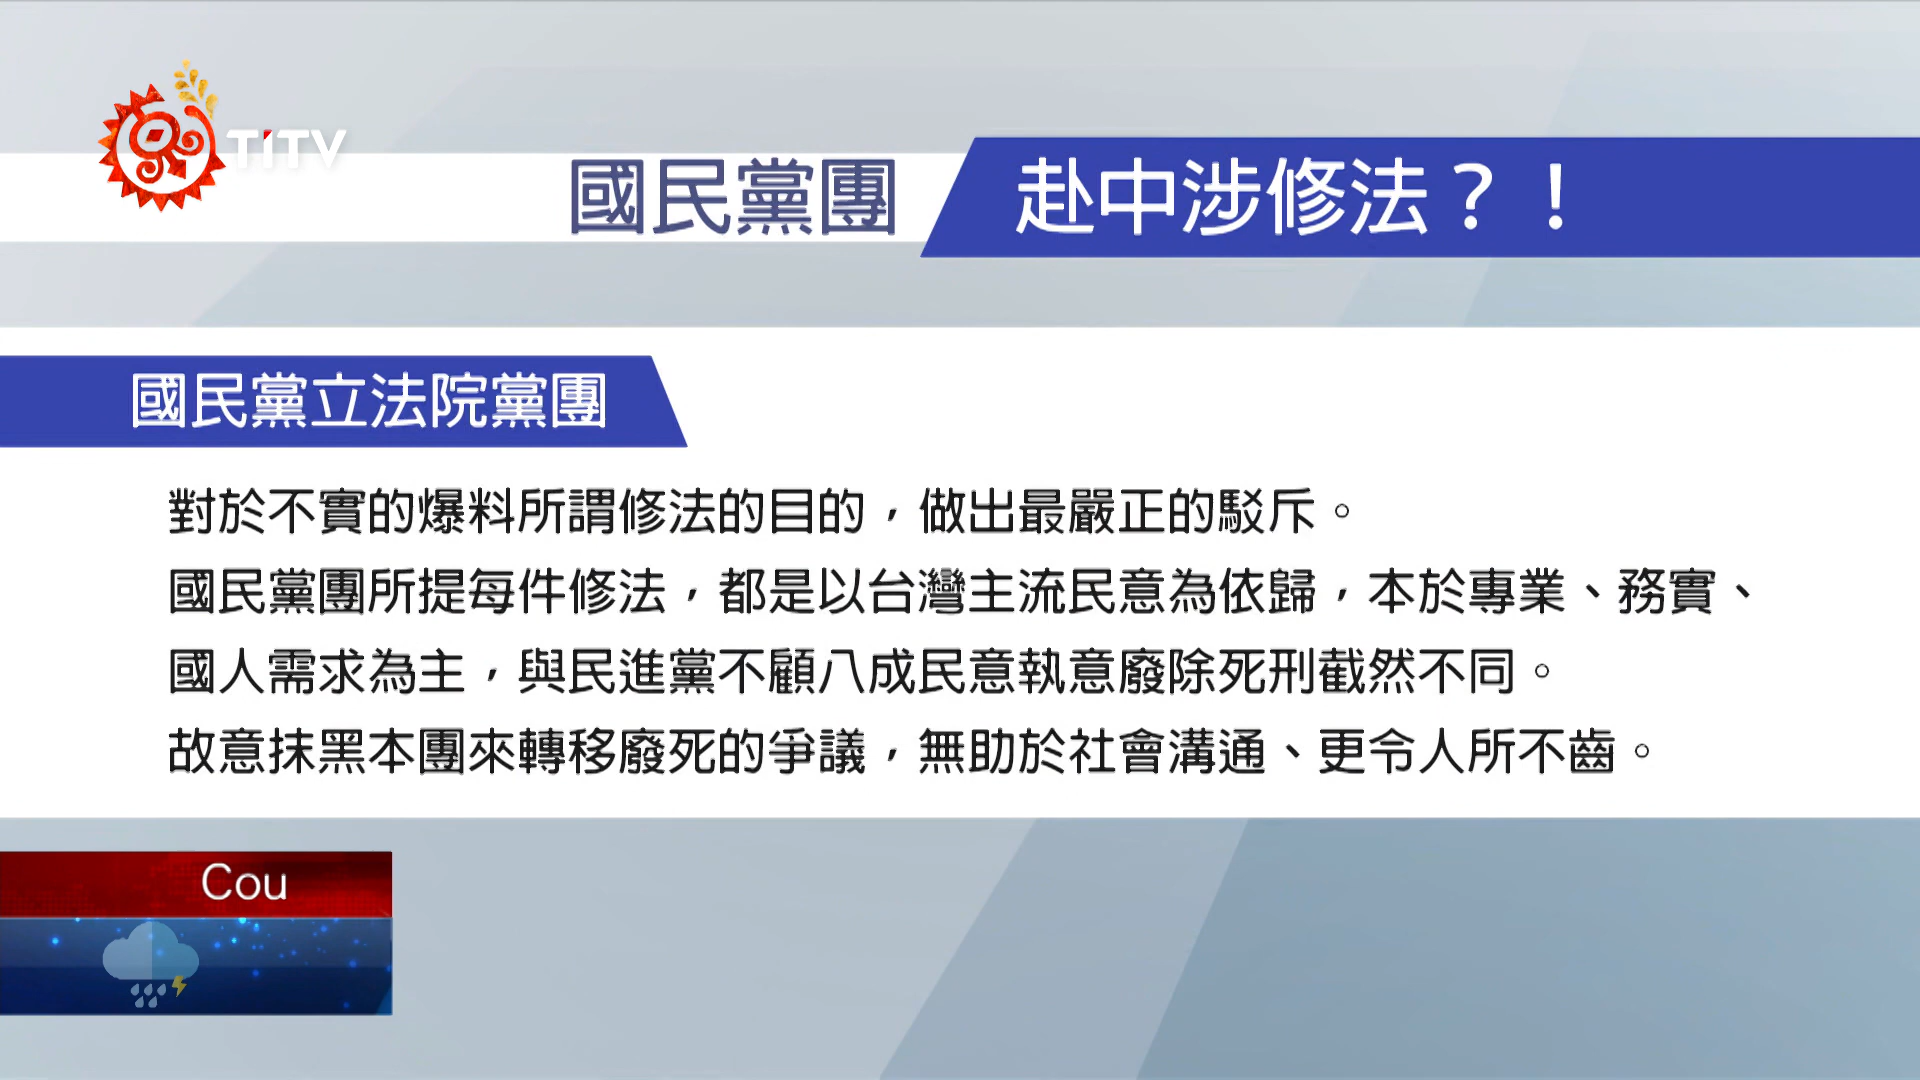 TiTV
國民黨團 赴中涉修法？！
國民黨立法院黨團
對於不實的爆料所謂修法的目的，做出最嚴正的駁斥。
國民黨團所提每件修法，都是以台灣主流民意為依歸，本於專業、務實、
國人需求為主，與民進黨不顧八成民意執意廢除死刑截然不同。
故意抹黑本團來轉移廢死的爭議，無助於社會溝通、更令人所不齒。
Cou